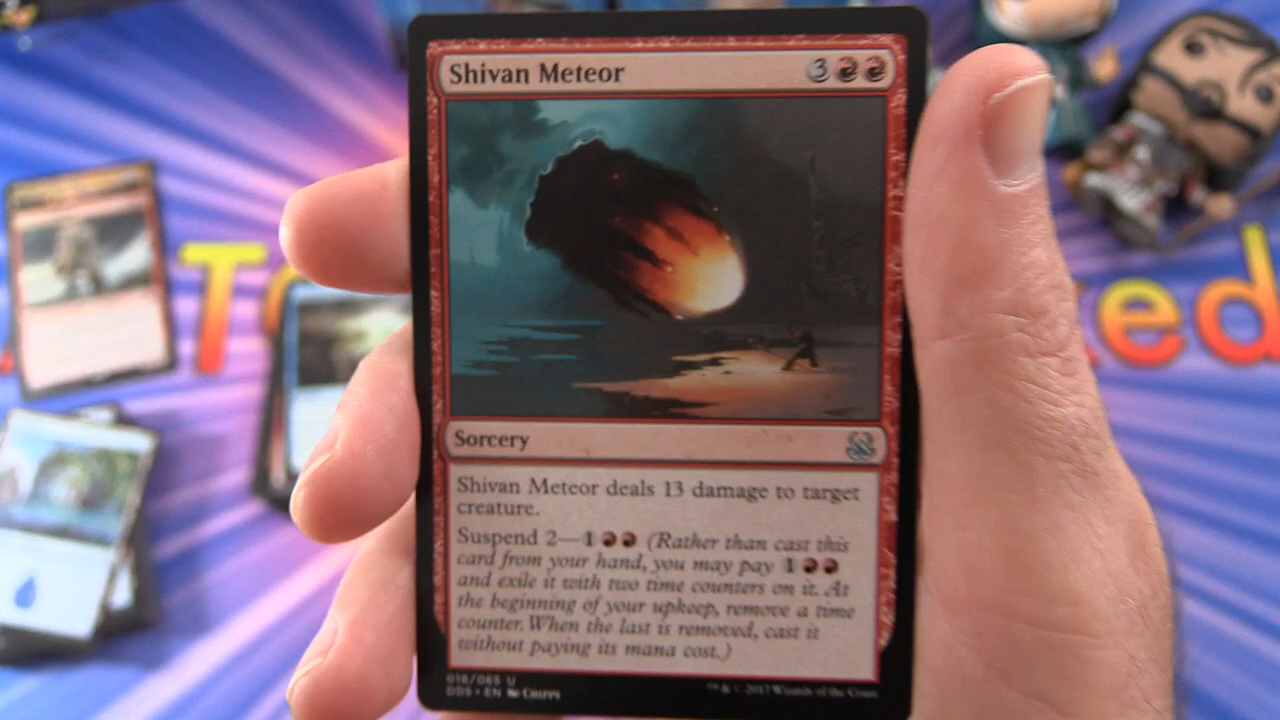 Shivan Meteor 3
Sorcery
Shivan Meteor deals 13 damage to target
creature.
Suspend 2—1 (Rather than cast this
card from your hand, you may pay 1
and exile it with two time counters on it. At
the beginning of your upkeep, remove a time
counter. When the last is removed, cast it
without paying its mana cost.)
016/065 U
DDS • EN
™ & © 2017 Wizards of the Coast
T
ked